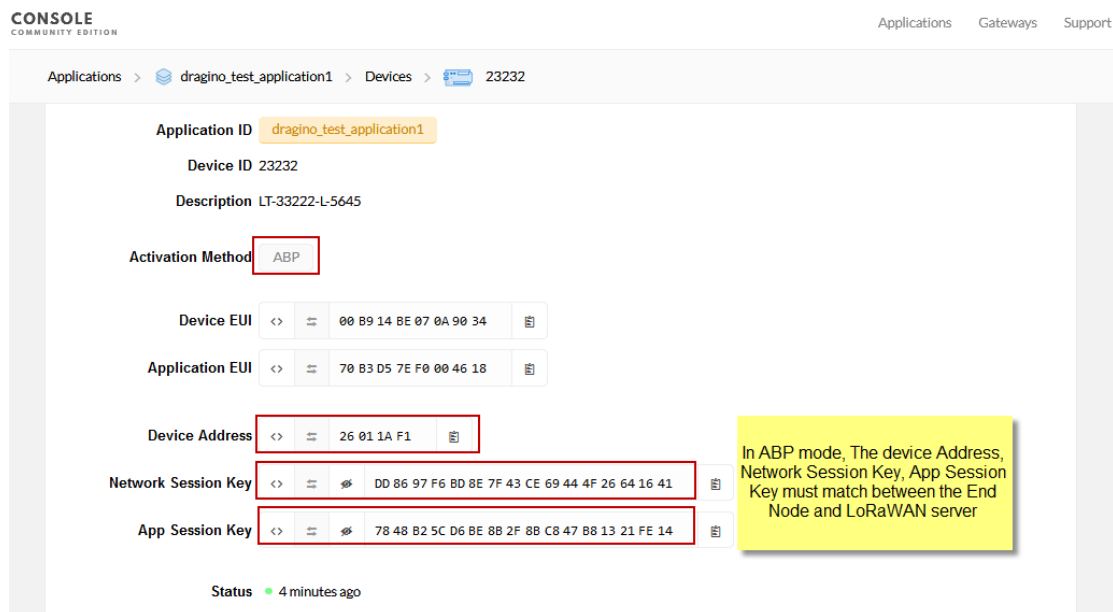 CONSOLE
COMMUNITY EDITION
Applications Gateways Support
Applications > dragino_test_application1 > Devices > 23232
Application ID dragino_test_application1
Device ID 23232
Description LT-33222-L-5645
Activation Method ABP
Device EUI <> 00 B9 14 BE 07 0A 90 34
Application EUI <> 70 B3 D5 7E F0 00 46 18
Device Address <> 26 01 1A F1
Network Session Key <> DD 86 97 F6 BD 8E 7F 43 CE 69 44 4F 26 64 16 41
App Session Key <> 78 48 B2 5C D6 BE 8B 2F 8B C8 47 B8 13 21 FE 14
In ABP mode, The device Address,
Network Session Key, App Session
Key must match between the End
Node and LoRaWAN server
Status 4 minutes ago